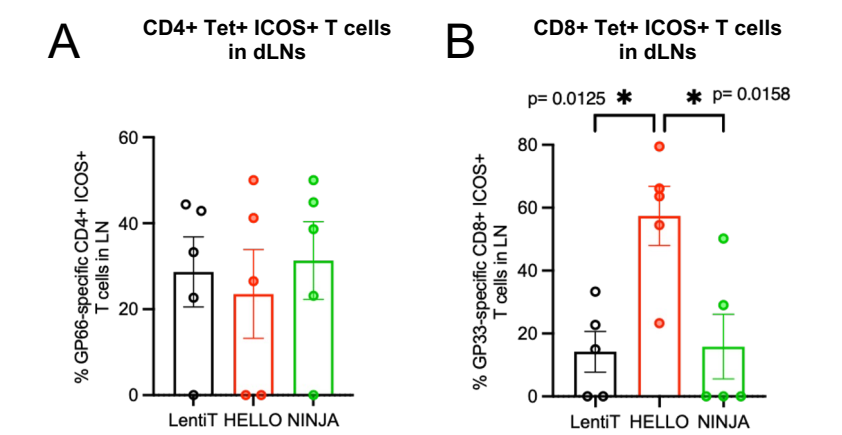 A
CD4+ Tet+ ICOS+ T cells
in dLNs
% GP66-specific CD4+ ICOS+
T cells in LN
60
40
20
0
LentiT HELLO NINJA
B
CD8+ Tet+ ICOS+ T cells
in dLNs
p= 0.0125 * * p= 0.0158
% GP33-specific CD8+ ICOS+
T cells in LN
80
60
40
20
0
LentiT HELLO NINJA